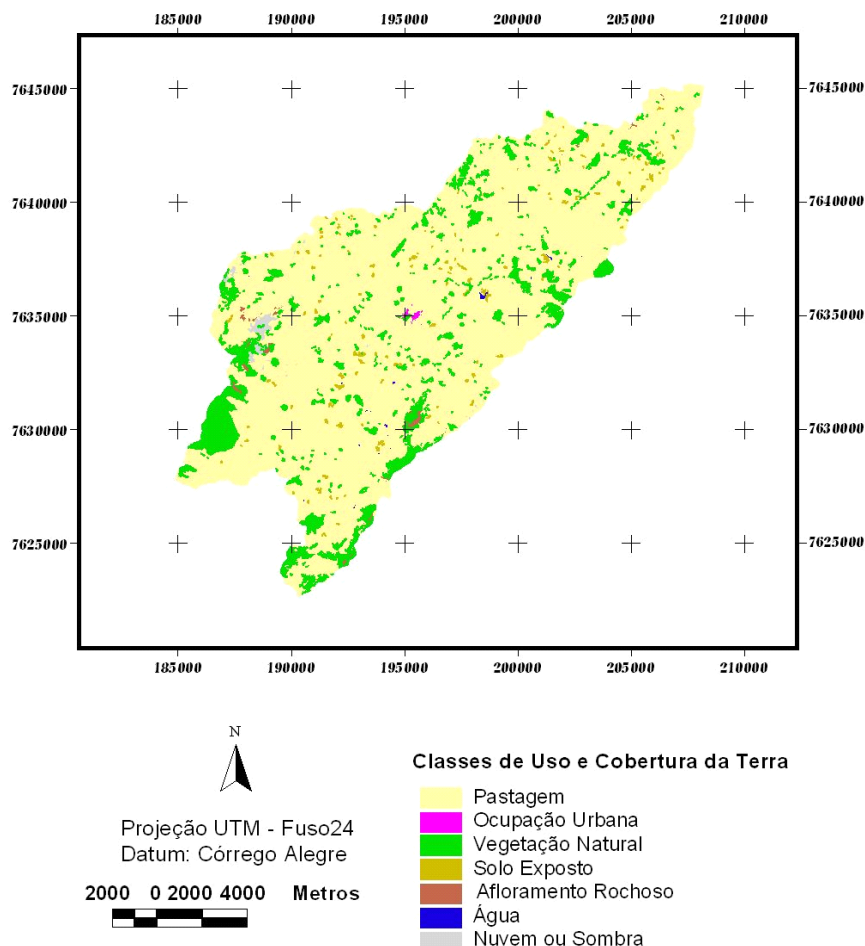 185000 190000 195000 200000 205000 210000
7645000 7645000
7640000 7640000
7635000 7635000
7630000 7630000
7625000 7625000
185000 190000 195000 200000 205000 210000
N
Projeção UTM - Fuso24
Datum: Córrego Alegre
2000 0 2000 4000 Metros
Classes de Uso e Cobertura da Terra
Pastagem
Ocupação Urbana
Vegetação Natural
Solo Exposto
Afloramento Rochoso
Água
Nuvem ou Sombra